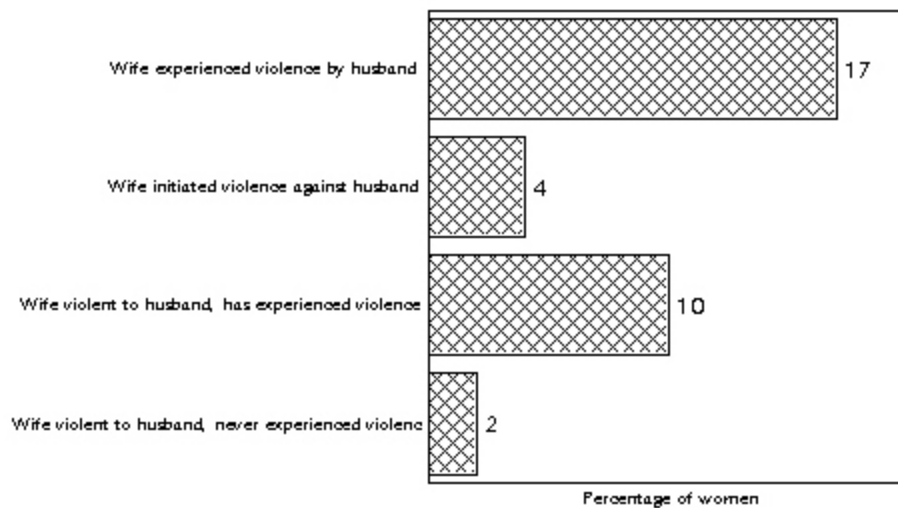 Wife experienced violence by husband
17
Wife initiated violence against husband
4
Wife violent to husband, has experienced violence
10
Wife violent to husband, never experienced violenc
2
Percentage of women